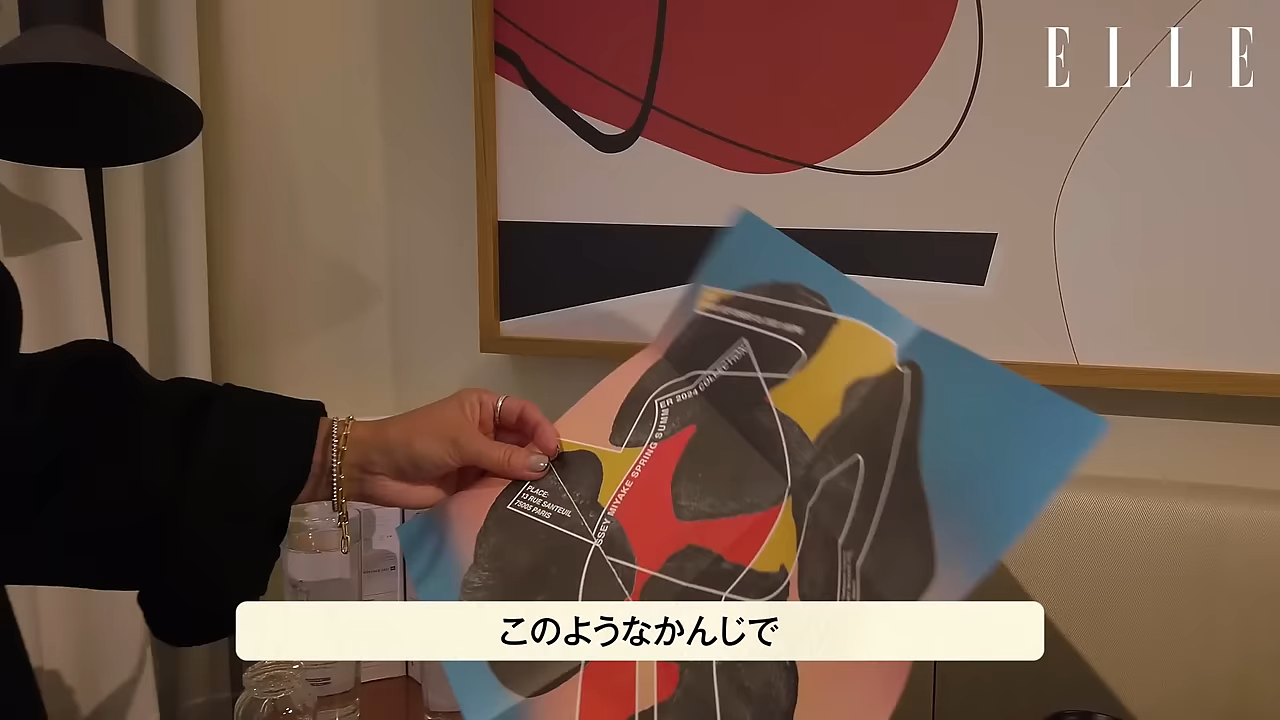 ELLE
ER 2024 COLLECTION
SSEY MIYAKE SPRING SUMM
PLACE:
13 RUE SANTEUIL
75005 PARIS
このようなかんじで